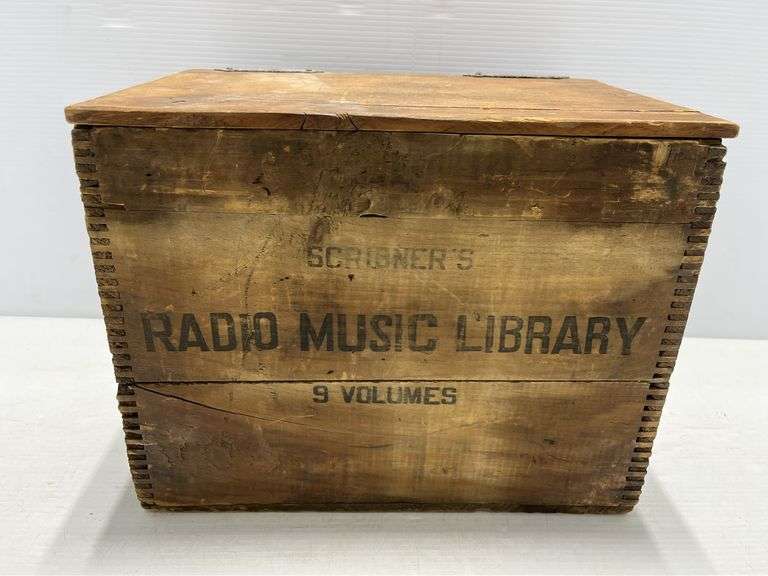 SCRIBNER'S
RADIO MUSIC LIBRARY
9 VOLUMES